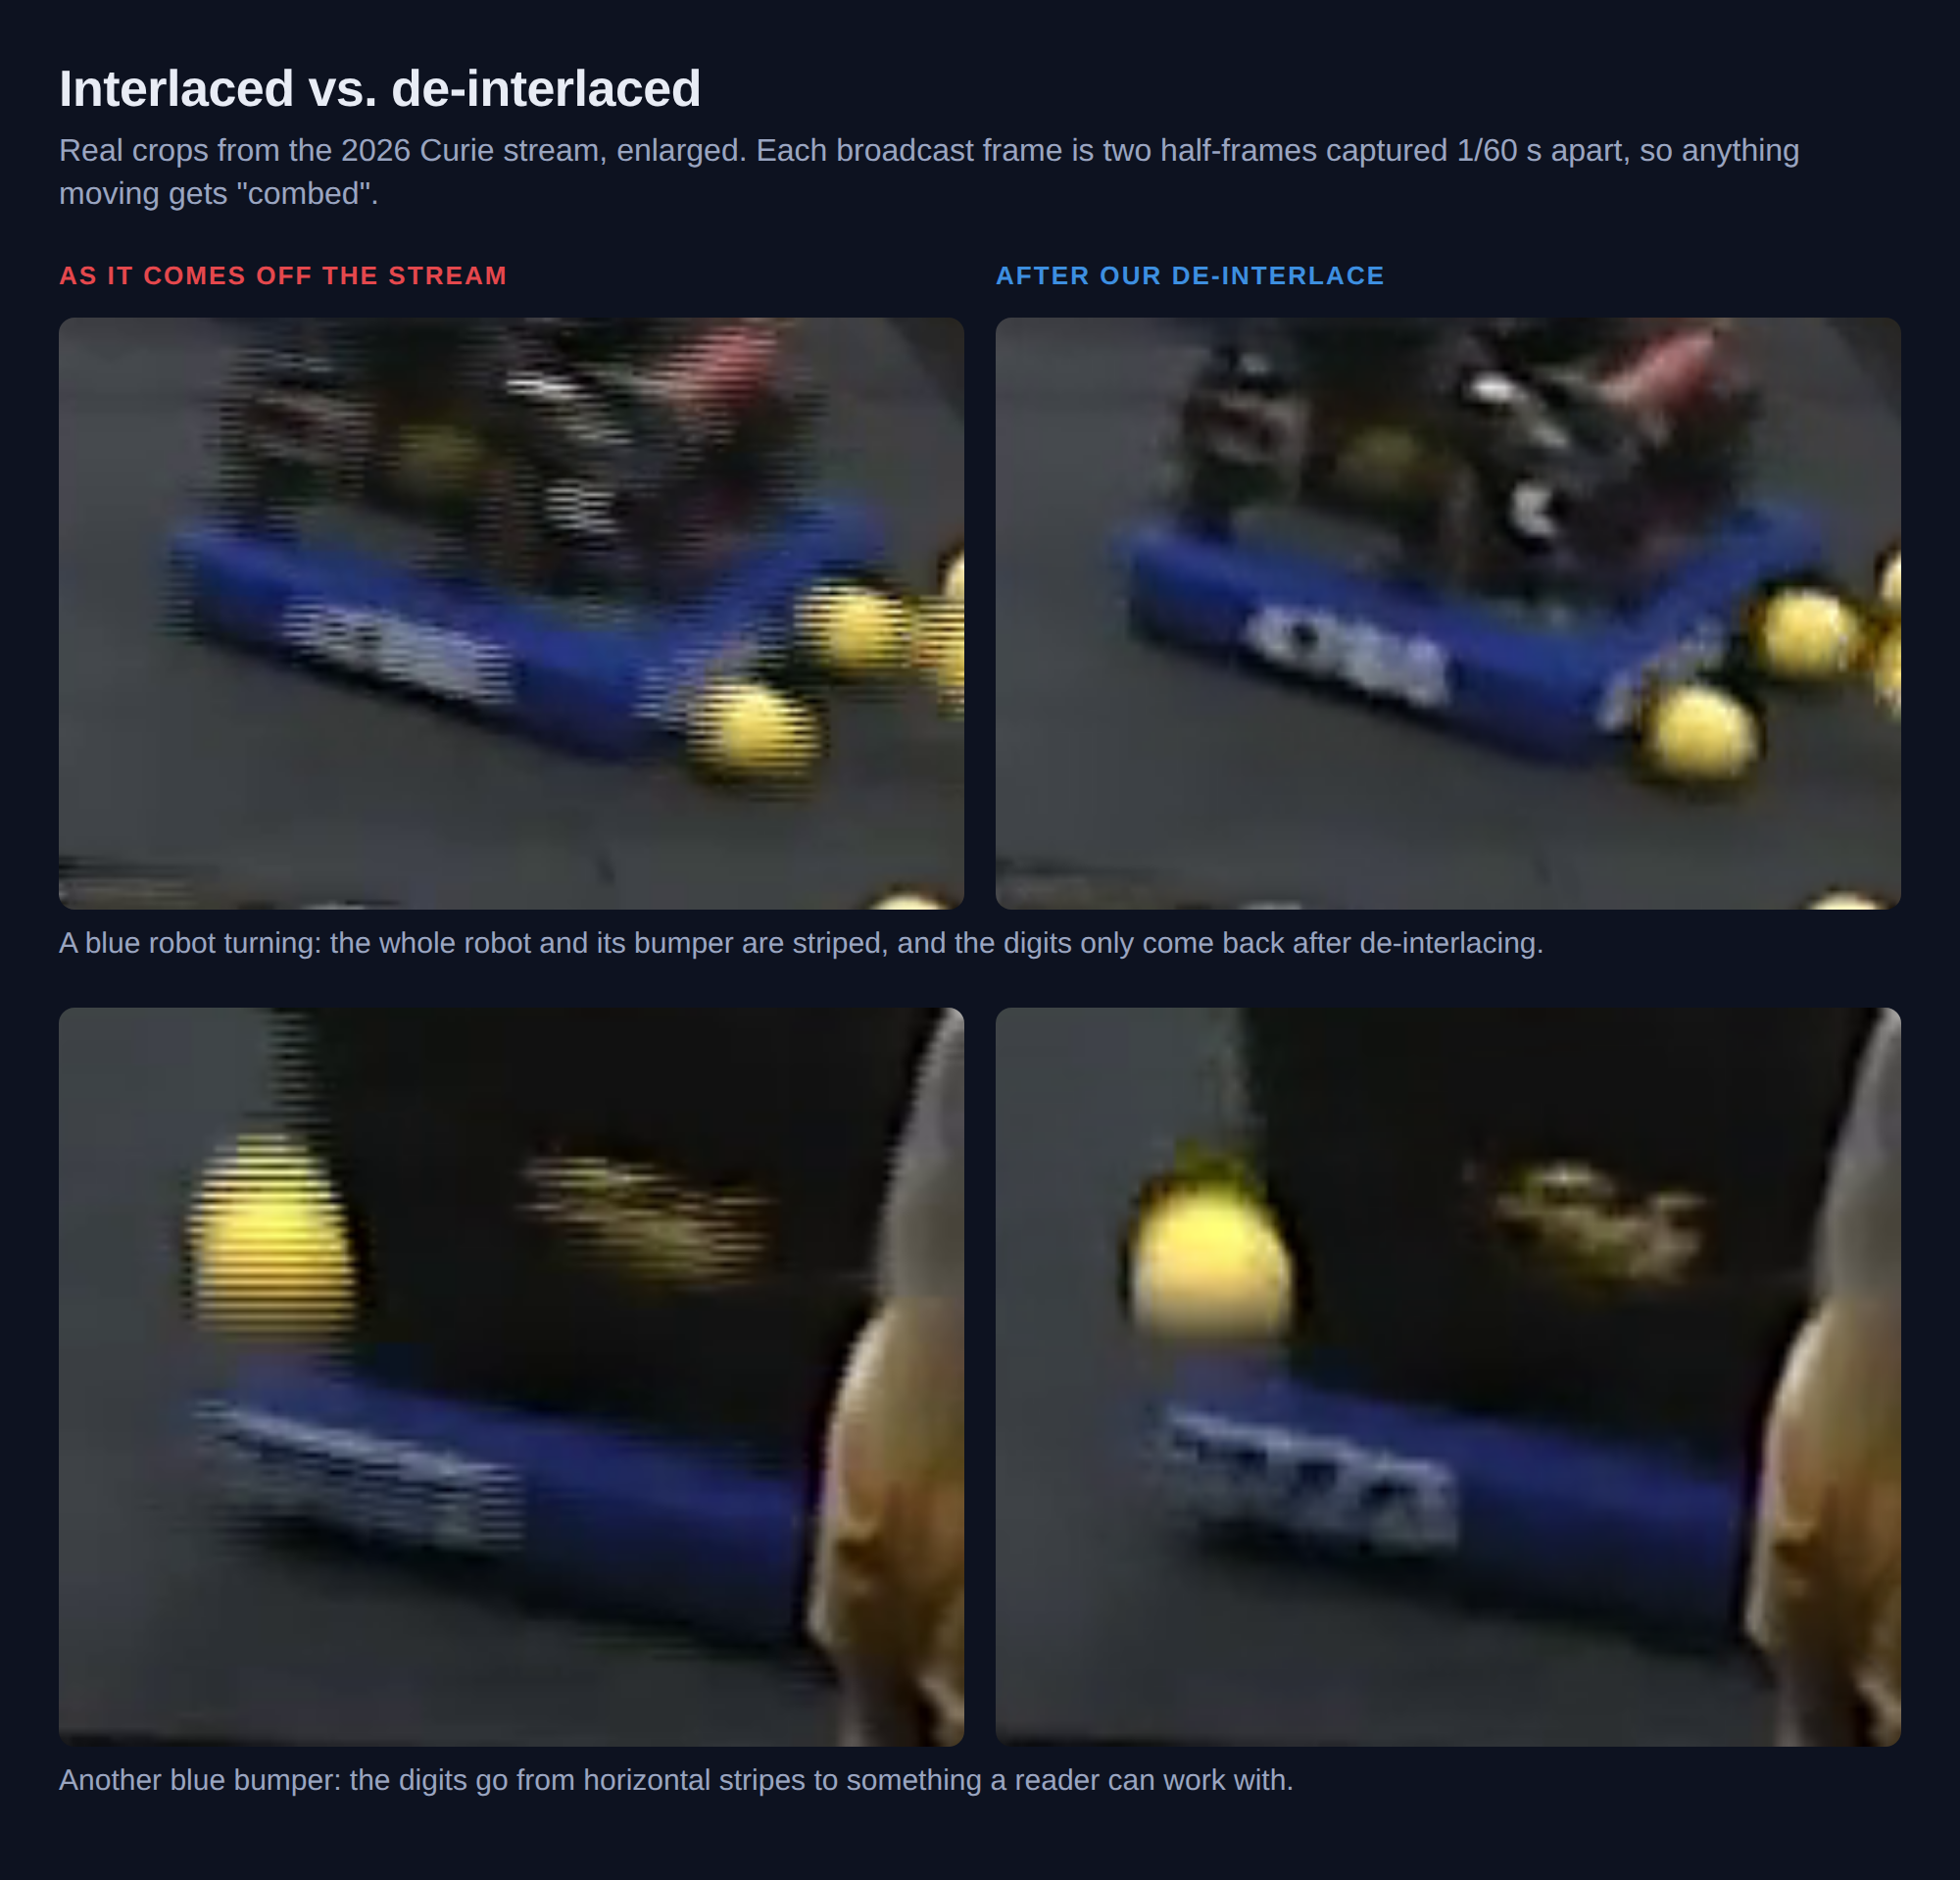 Interlaced vs. de-interlaced
Real crops from the 2026 Curie stream, enlarged. Each broadcast frame is two half-frames captured 1/60 s apart, so anything
moving gets "combed".
AS IT COMES OFF THE STREAM
AFTER OUR DE-INTERLACE
A blue robot turning: the whole robot and its bumper are striped, and the digits only come back after de-interlacing.
Another blue bumper: the digits go from horizontal stripes to something a reader can work with.